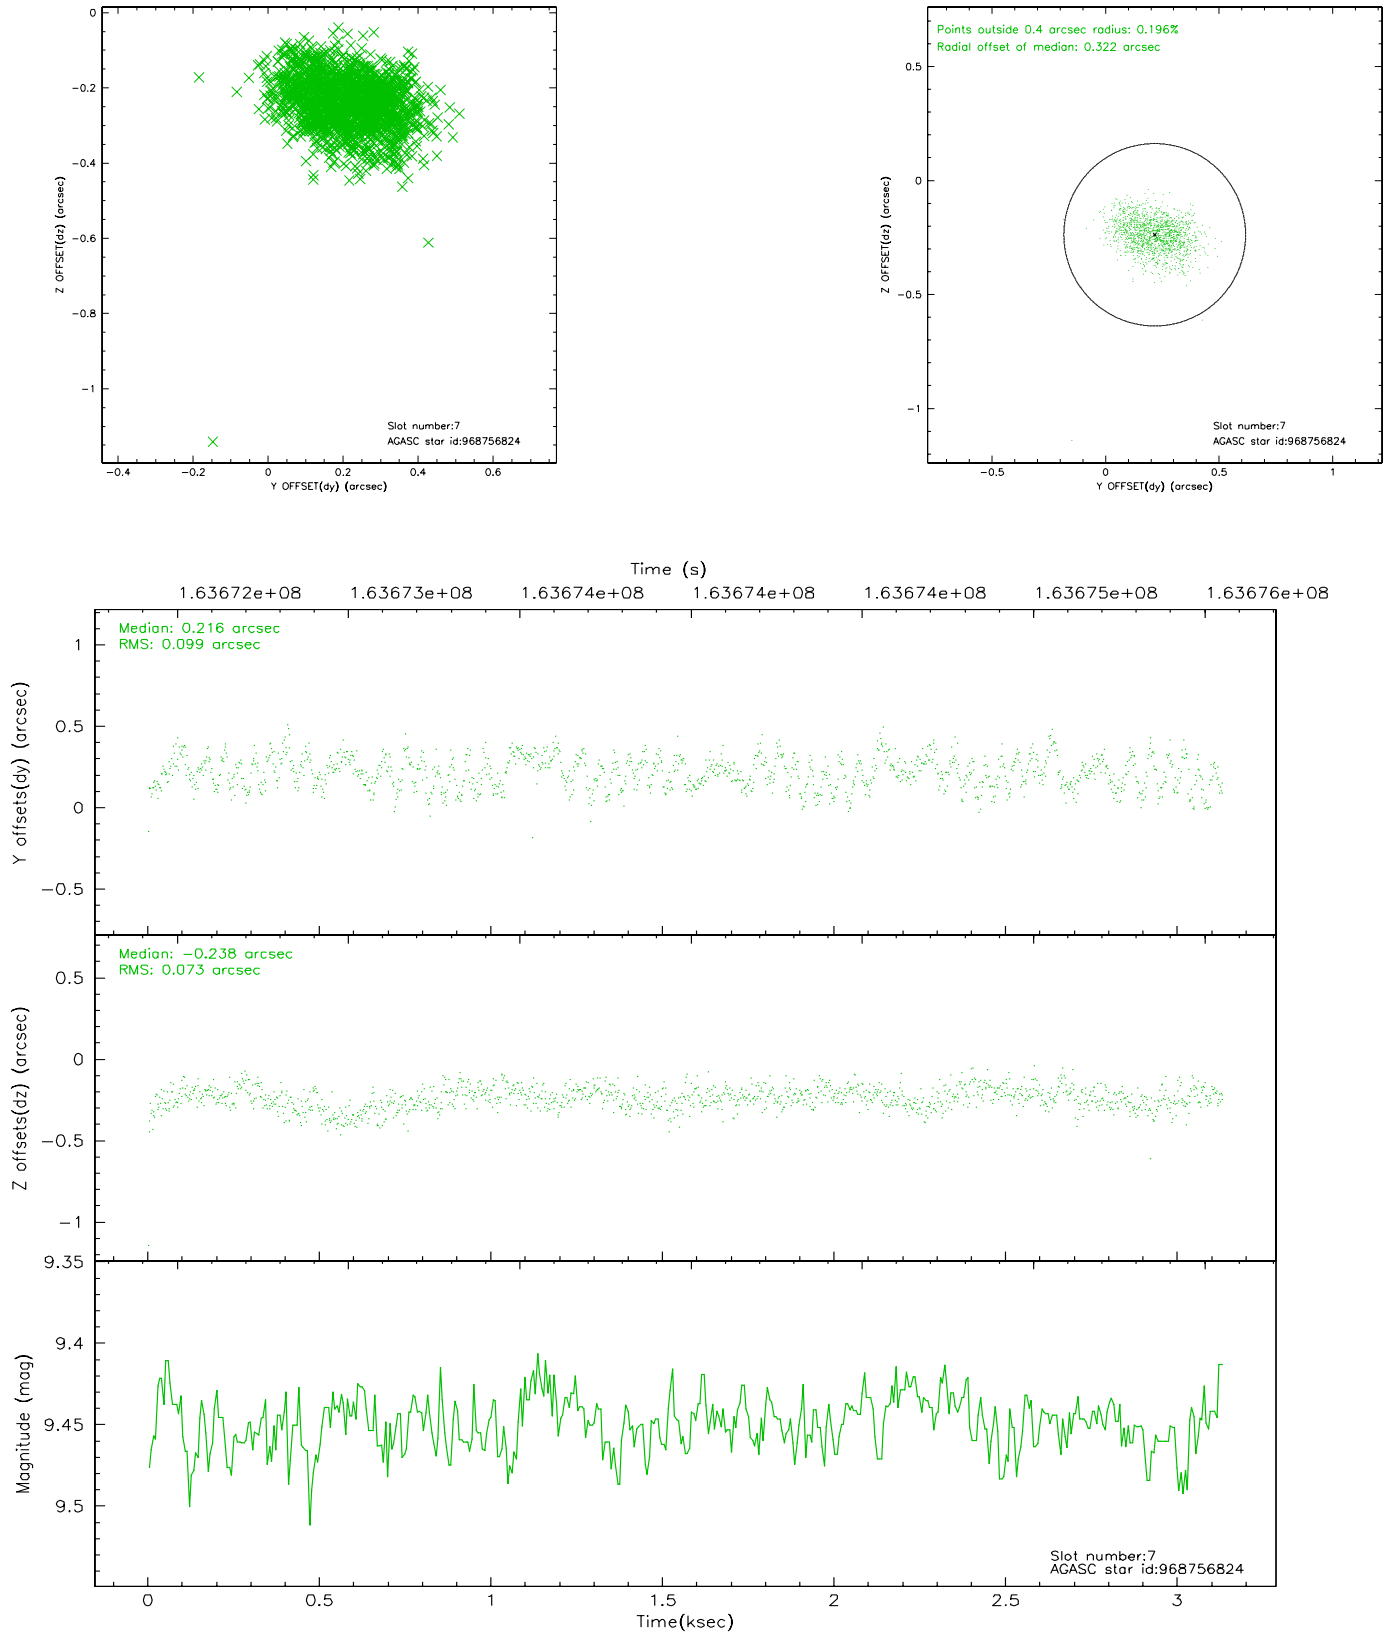 0
−0.2
−0.4
−0.6
−0.8
−1
Z OFFSET(dz) (arcsec)
Slot number:7
AGASC star id:968756824
−0.4 −0.2 0 0.2 0.4 0.6
Y OFFSET(dy) (arcsec)
Points outside 0.4 arcsec radius: 0.196%
Radial offset of median: 0.322 arcsec
0.5
0
−0.5
−1
Z OFFSET(dz) (arcsec)
Slot number:7
AGASC star id:968756824
−0.5 0 0.5 1
Y OFFSET(dy) (arcsec)
Time (s)
1.63672e+08 1.63673e+08 1.63674e+08 1.63674e+08 1.63674e+08 1.63675e+08 1.63676e+08
Median: 0.216 arcsec
RMS: 0.099 arcsec
1
0.5
0
−0.5
Y offsets(dy) (arcsec)
Median: −0.238 arcsec
RMS: 0.073 arcsec
0.5
0
−0.5
−1
Z offsets(dz) (arcsec)
9.35
9.4
9.45
9.5
Magnitude (mag)
Slot number:7
AGASC star id:968756824
0 0.5 1 1.5 2 2.5 3
Time(ksec)